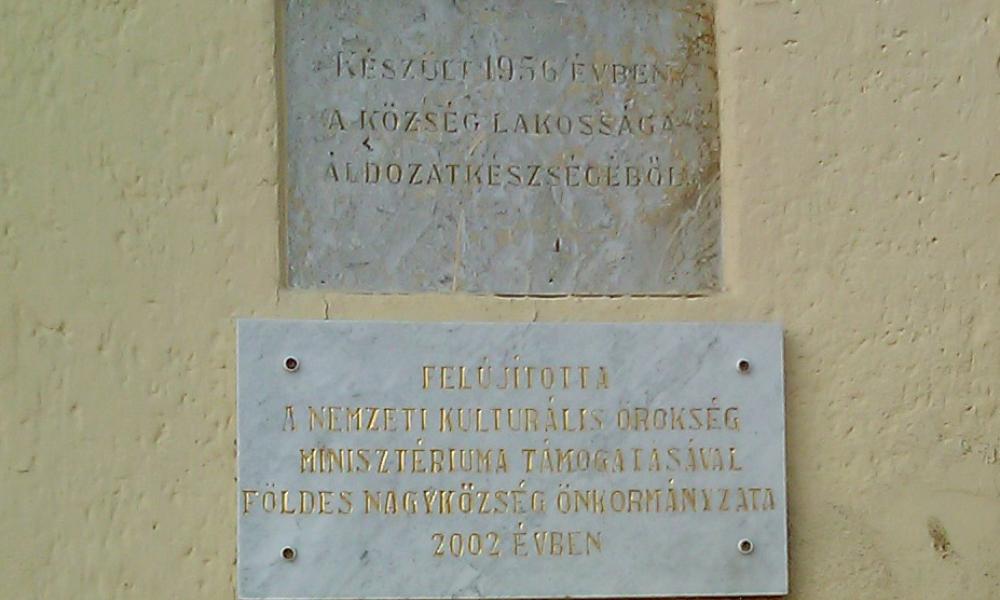 KÉSZÜLT 1956 ÉVBEN
A KÖZSÉG LAKOSSÁGA
ÁLDOZATKÉSZSÉGÉBŐL
FELÚJÍTOTTA
A NEMZETI KULTURÁLIS ÖRÖKSÉG
MINISZTÉRIUMA TÁMOGATÁSÁVAL
FÖLDES NAGYKÖZSÉG ÖNKORMÁNYZATA
2002 ÉVBEN